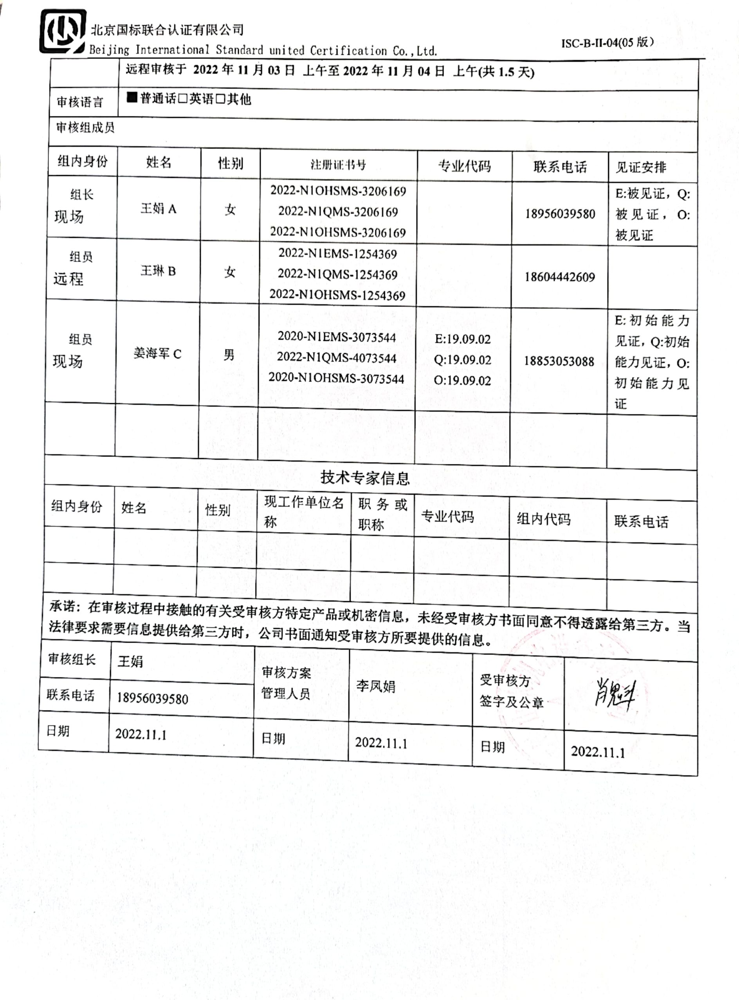 北京国标联合认证有限公司
Beijing International Standard united Certification Co.,Ltd.
ISC-B-II-04(05 版)
远程审核于 2022 年 11 月 03 日 上午至 2022 年 11 月 04 日 上午(共 1.5 天)
审核语言
■普通话□英语□其他
审核组成员
组内身份 姓名 性别 注册证书号 专业代码 联系电话 见证安排
组长
现场
王娟 A
女
2022-N1OHSMS-3206169
2022-N1QMS-3206169
2022-N1OHSMS-3206169
18956039580
E:被见证，Q:
被见证，O:
被见证
组员
远程
王琳 B
女
2022-N1EMS-1254369
2022-N1QMS-1254369
2022-N1OHSMS-1254369
18604442609
组员
现场
姜海军 C
男
2020-N1EMS-3073544
2022-N1QMS-4073544
2020-N1OHSMS-3073544
E:19.09.02
Q:19.09.02
O:19.09.02
18853053088
E:初始能力
见证，Q:初始
能力见证，O:
初始能力见
证
技术专家信息
组内身份 姓名 性别
现工作单位名
称
职务或
职称
专业代码 组内代码 联系电话
承诺：在审核过程中接触的有关受审核方特定产品或机密信息，未经受审核方书面同意不得透露给第三方。当
法律要求需要信息提供给第三方时，公司书面通知受审核方所要提供的信息。
审核组长 王娟
联系电话 18956039580
审核方案
管理人员
李凤娟
受审核方
签字及公章
肖魁斗
日期 2022.11.1 日期 2022.11.1 日期 2022.11.1